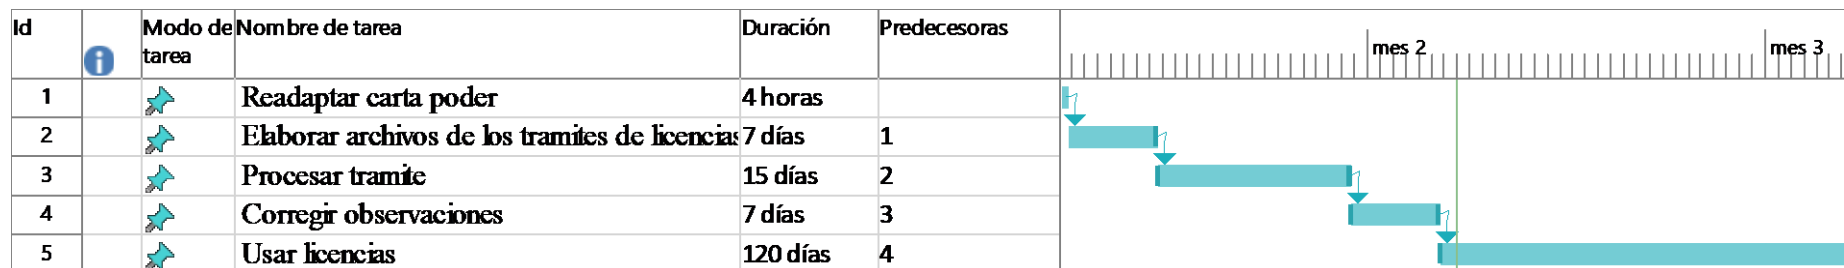 Id Modo de tarea Nombre de tarea Duración Predecesoras mes 2 mes 3
1 Readaptar carta poder 4 horas
2 Elaborar archivos de los tramites de licencias 7 días 1
3 Procesar tramite 15 días 2
4 Corregir observaciones 7 días 3
5 Usar licencias 120 días 4